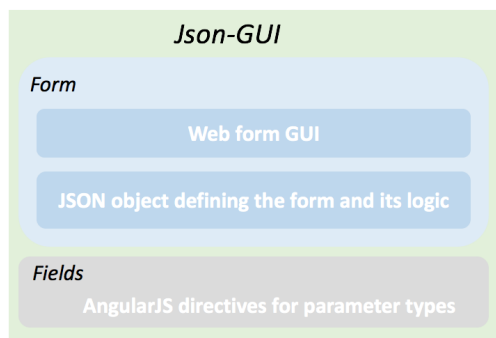 Json-GUI
Form
Web form GUI
JSON object defining the form and its logic
Fields
AngularJS directives for parameter types